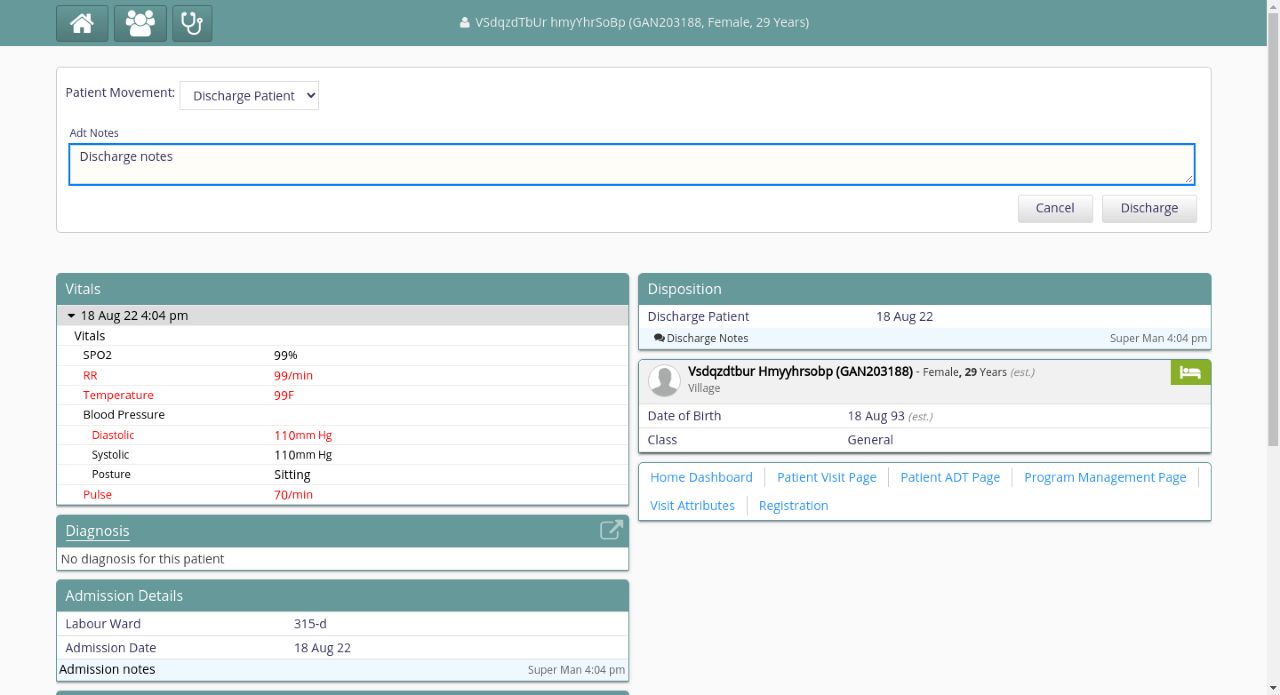 VSdqzdTbUr hmyYhrSoBp (GAN203188, Female, 29 Years)
Patient Movement: Discharge Patient
Adt Notes
Discharge notes
Cancel Discharge
Vitals
18 Aug 22 4:04 pm
Vitals
SPO2 99%
RR 99/min
Temperature 99F
Blood Pressure
Diastolic 110mm Hg
Systolic 110mm Hg
Posture Sitting
Pulse 70/min
Diagnosis
No diagnosis for this patient
Admission Details
Labour Ward 315-d
Admission Date 18 Aug 22
Admission notes Super Man 4:04 pm
Disposition
Discharge Patient 18 Aug 22
Discharge Notes Super Man 4:04 pm
Vsdqzdtbur Hmyyhrsobp (GAN203188) - Female, 29 Years (est.)
Village
Date of Birth 18 Aug 93 (est.)
Class General
Home Dashboard Patient Visit Page Patient ADT Page Program Management Page
Visit Attributes Registration